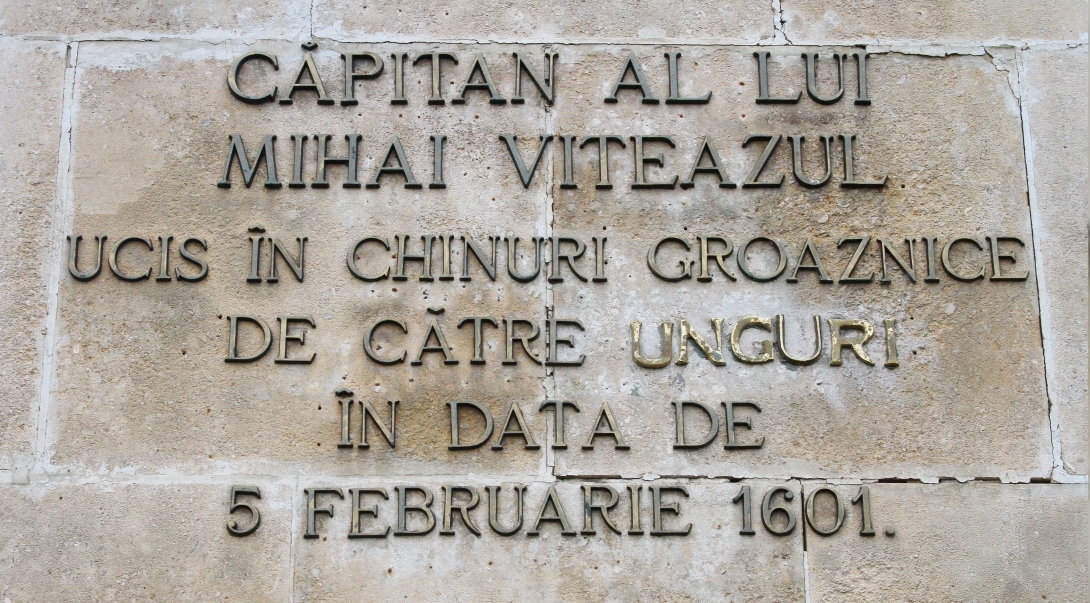 CĂPITAN AL LUI
MIHAI VITEAZUL
UCIS ÎN CHINURI GROAZNICE
DE CĂTRE UNGURI
ÎN DATA DE
5 FEBRUARIE 1601.